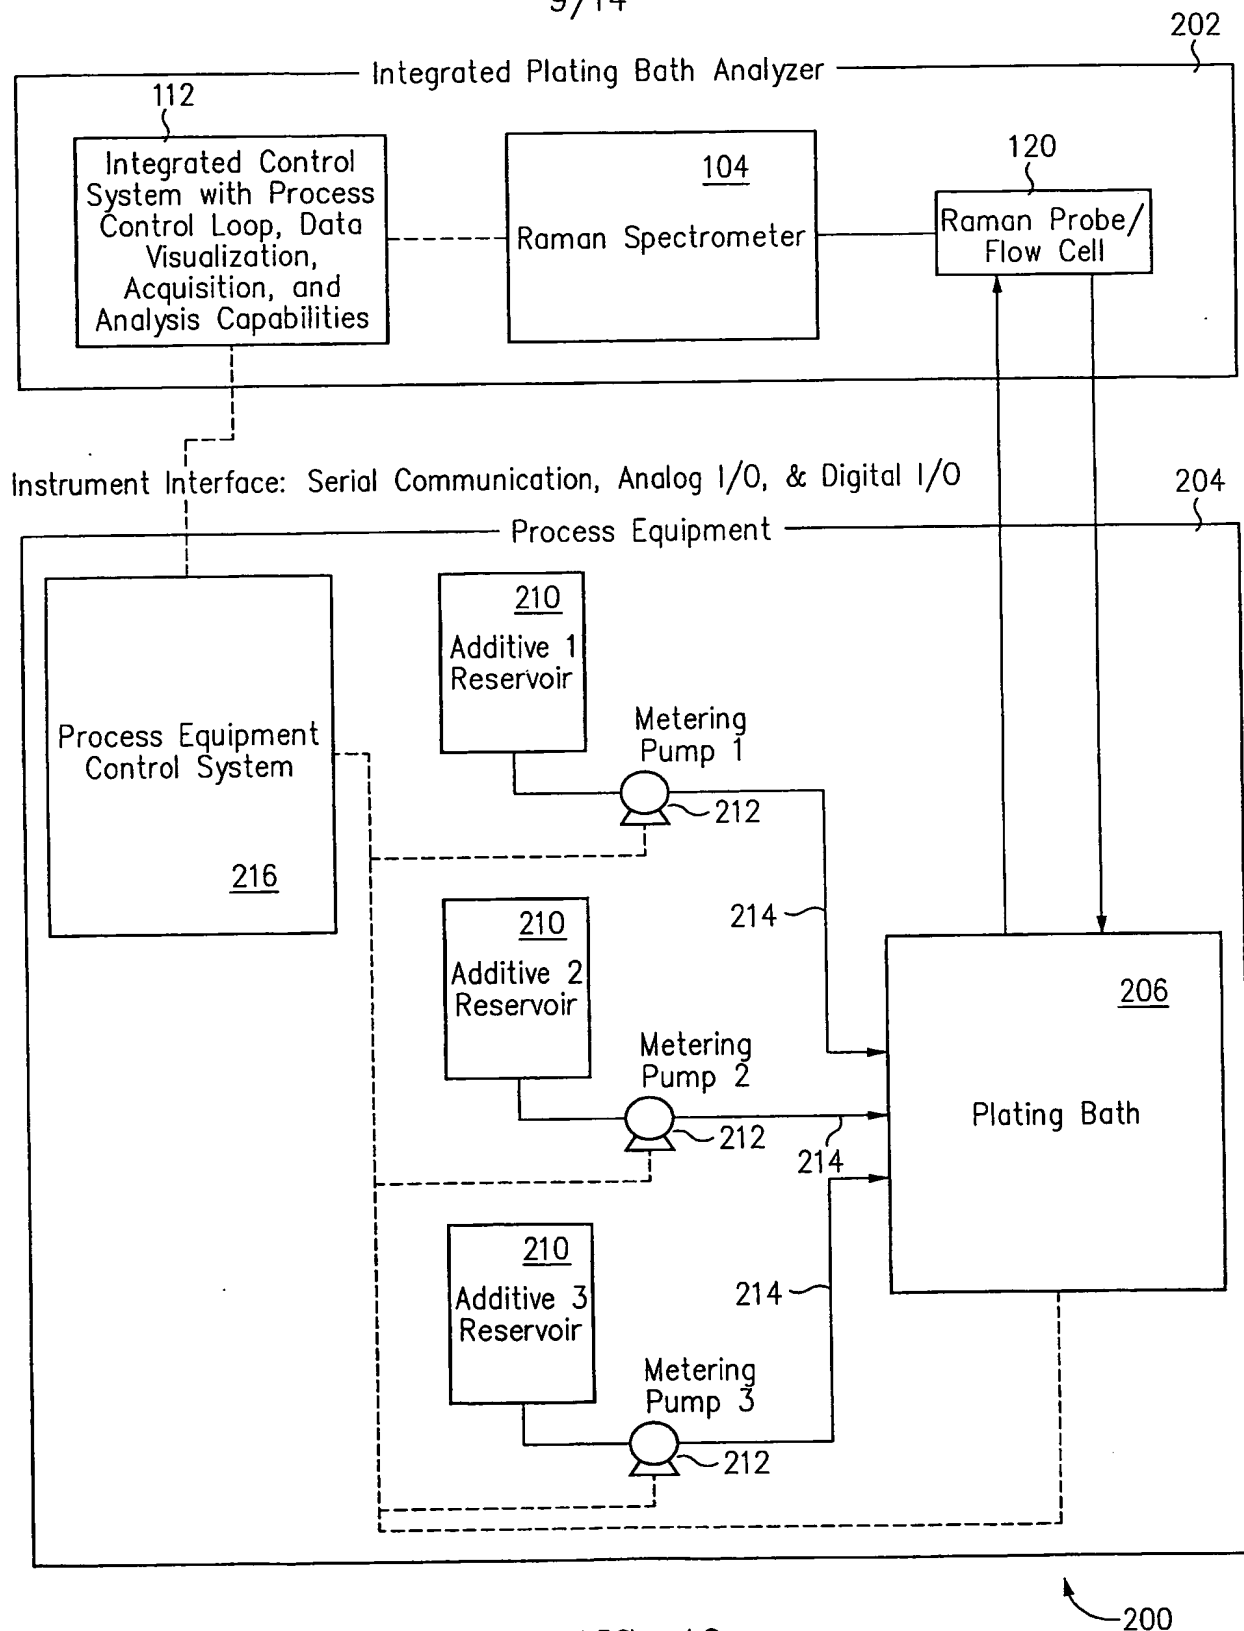 9/14
202
Integrated Plating Bath Analyzer
112
Integrated Control
System with Process
Control Loop, Data
Visualization,
Acquisition, and
Analysis Capabilities
104
Raman Spectrometer
120
Raman Probe/
Flow Cell
Instrument Interface: Serial Communication, Analog I/O, & Digital I/O
204
Process Equipment
Process Equipment
Control System
216
210
Additive 1
Reservoir
Metering
Pump 1
212
214
210
Additive 2
Reservoir
Metering
Pump 2
212
214
206
Plating Bath
210
Additive 3
Reservoir
214
Metering
Pump 3
212
200